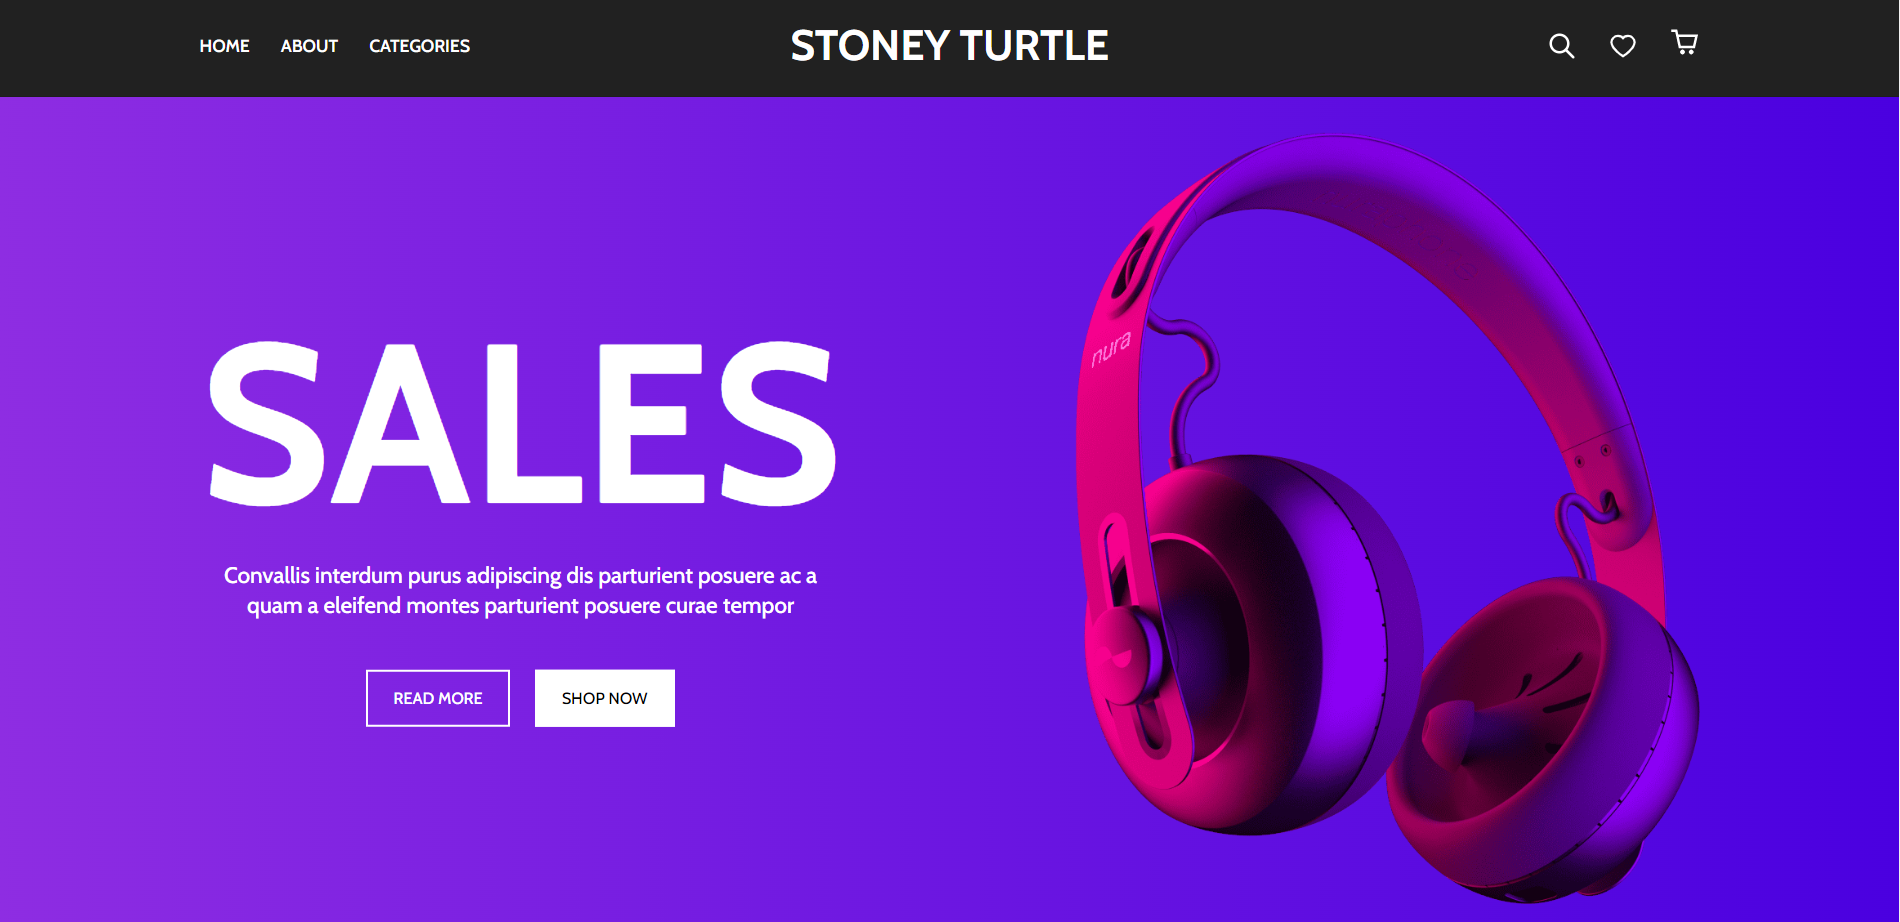 HOME ABOUT CATEGORIES STONEY TURTLE
nura
SALES
Convallis interdum purus adipiscing dis parturient posuere ac a
quam a eleifend montes parturient posuere curae tempor
READ MORE SHOP NOW